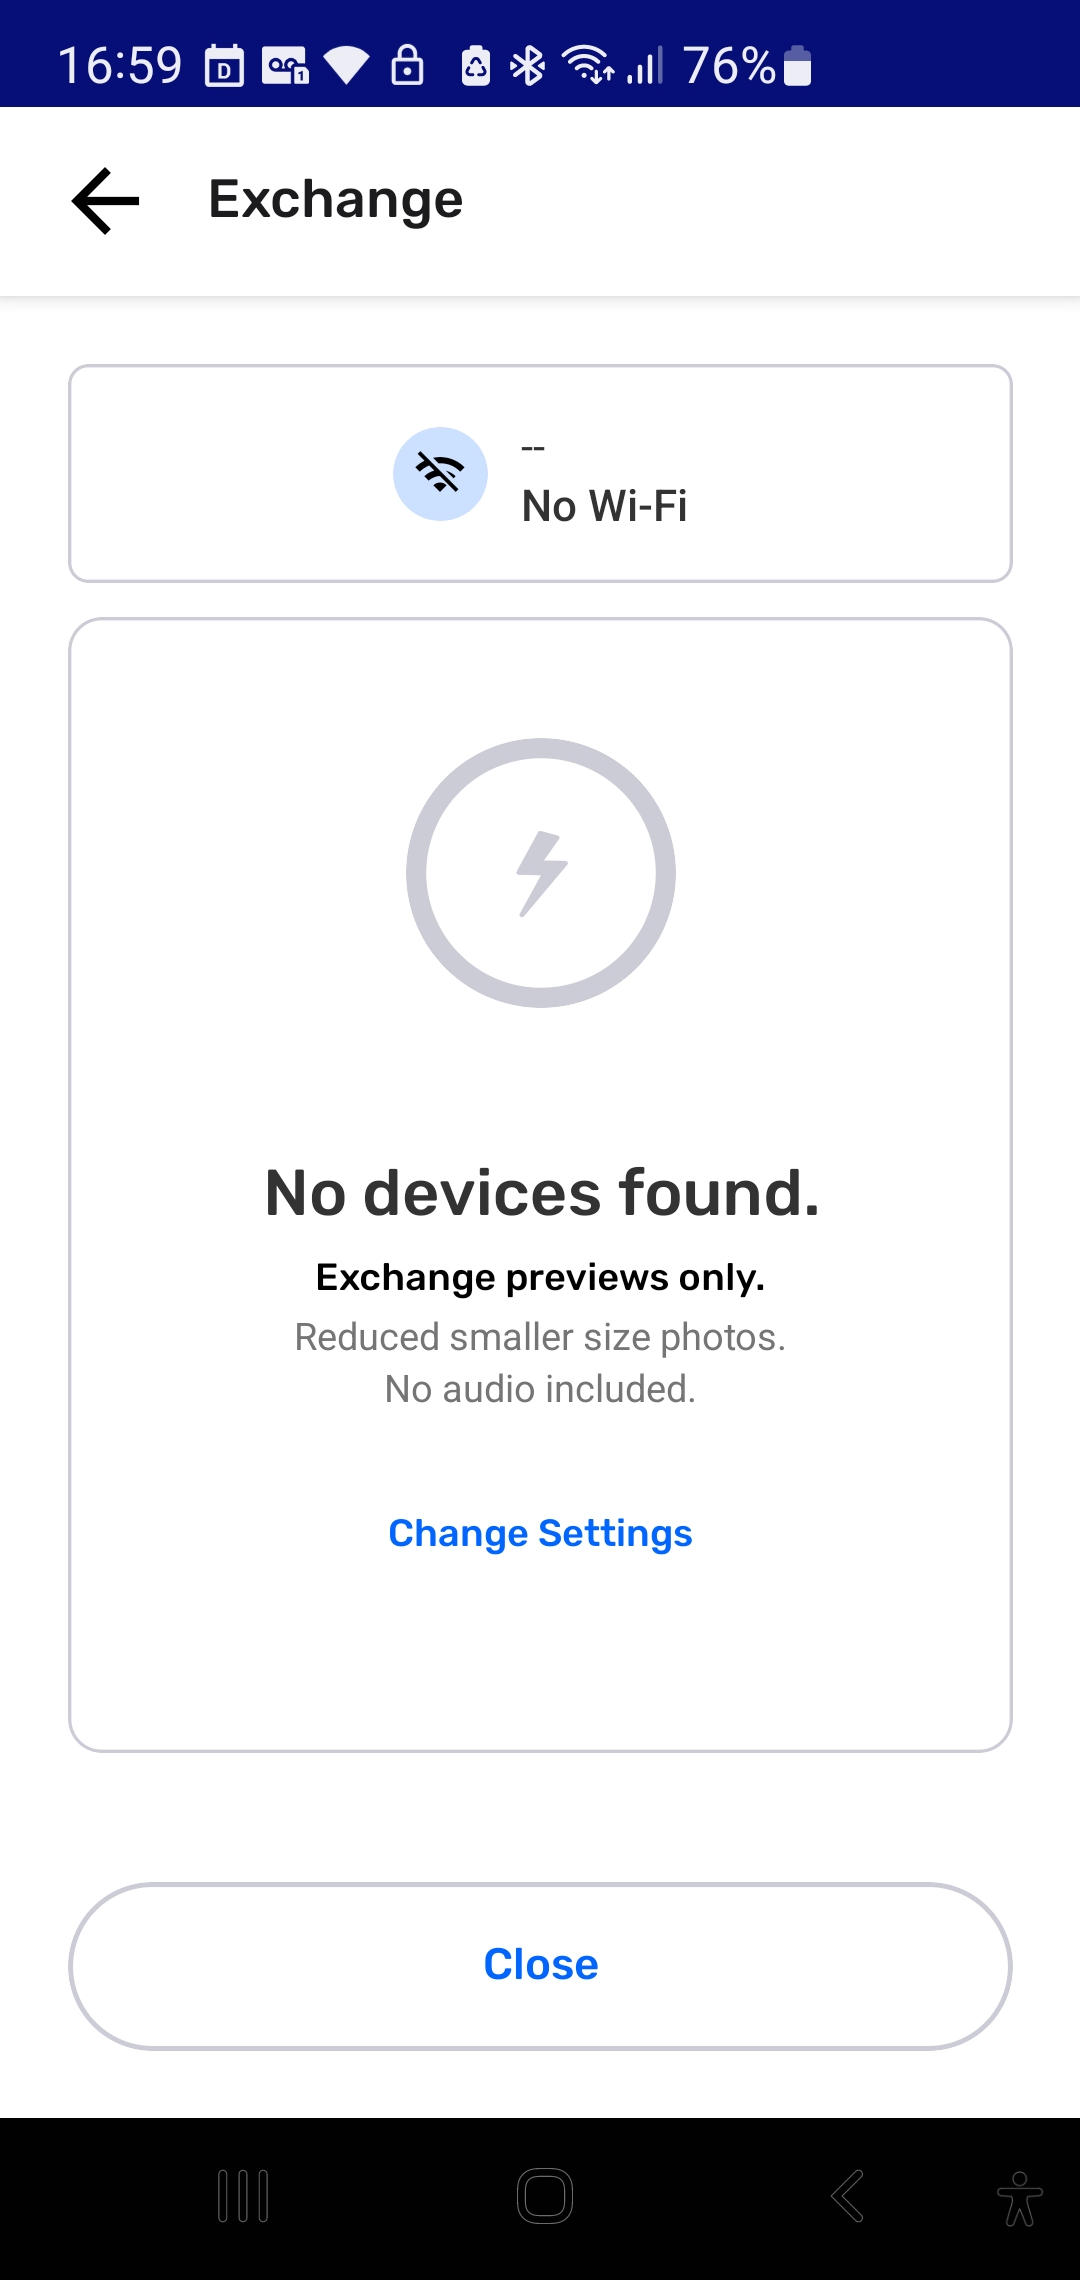 16:59 76%
Exchange
--
No Wi-Fi
No devices found.
Exchange previews only.
Reduced smaller size photos.
No audio included.
Change Settings
Close